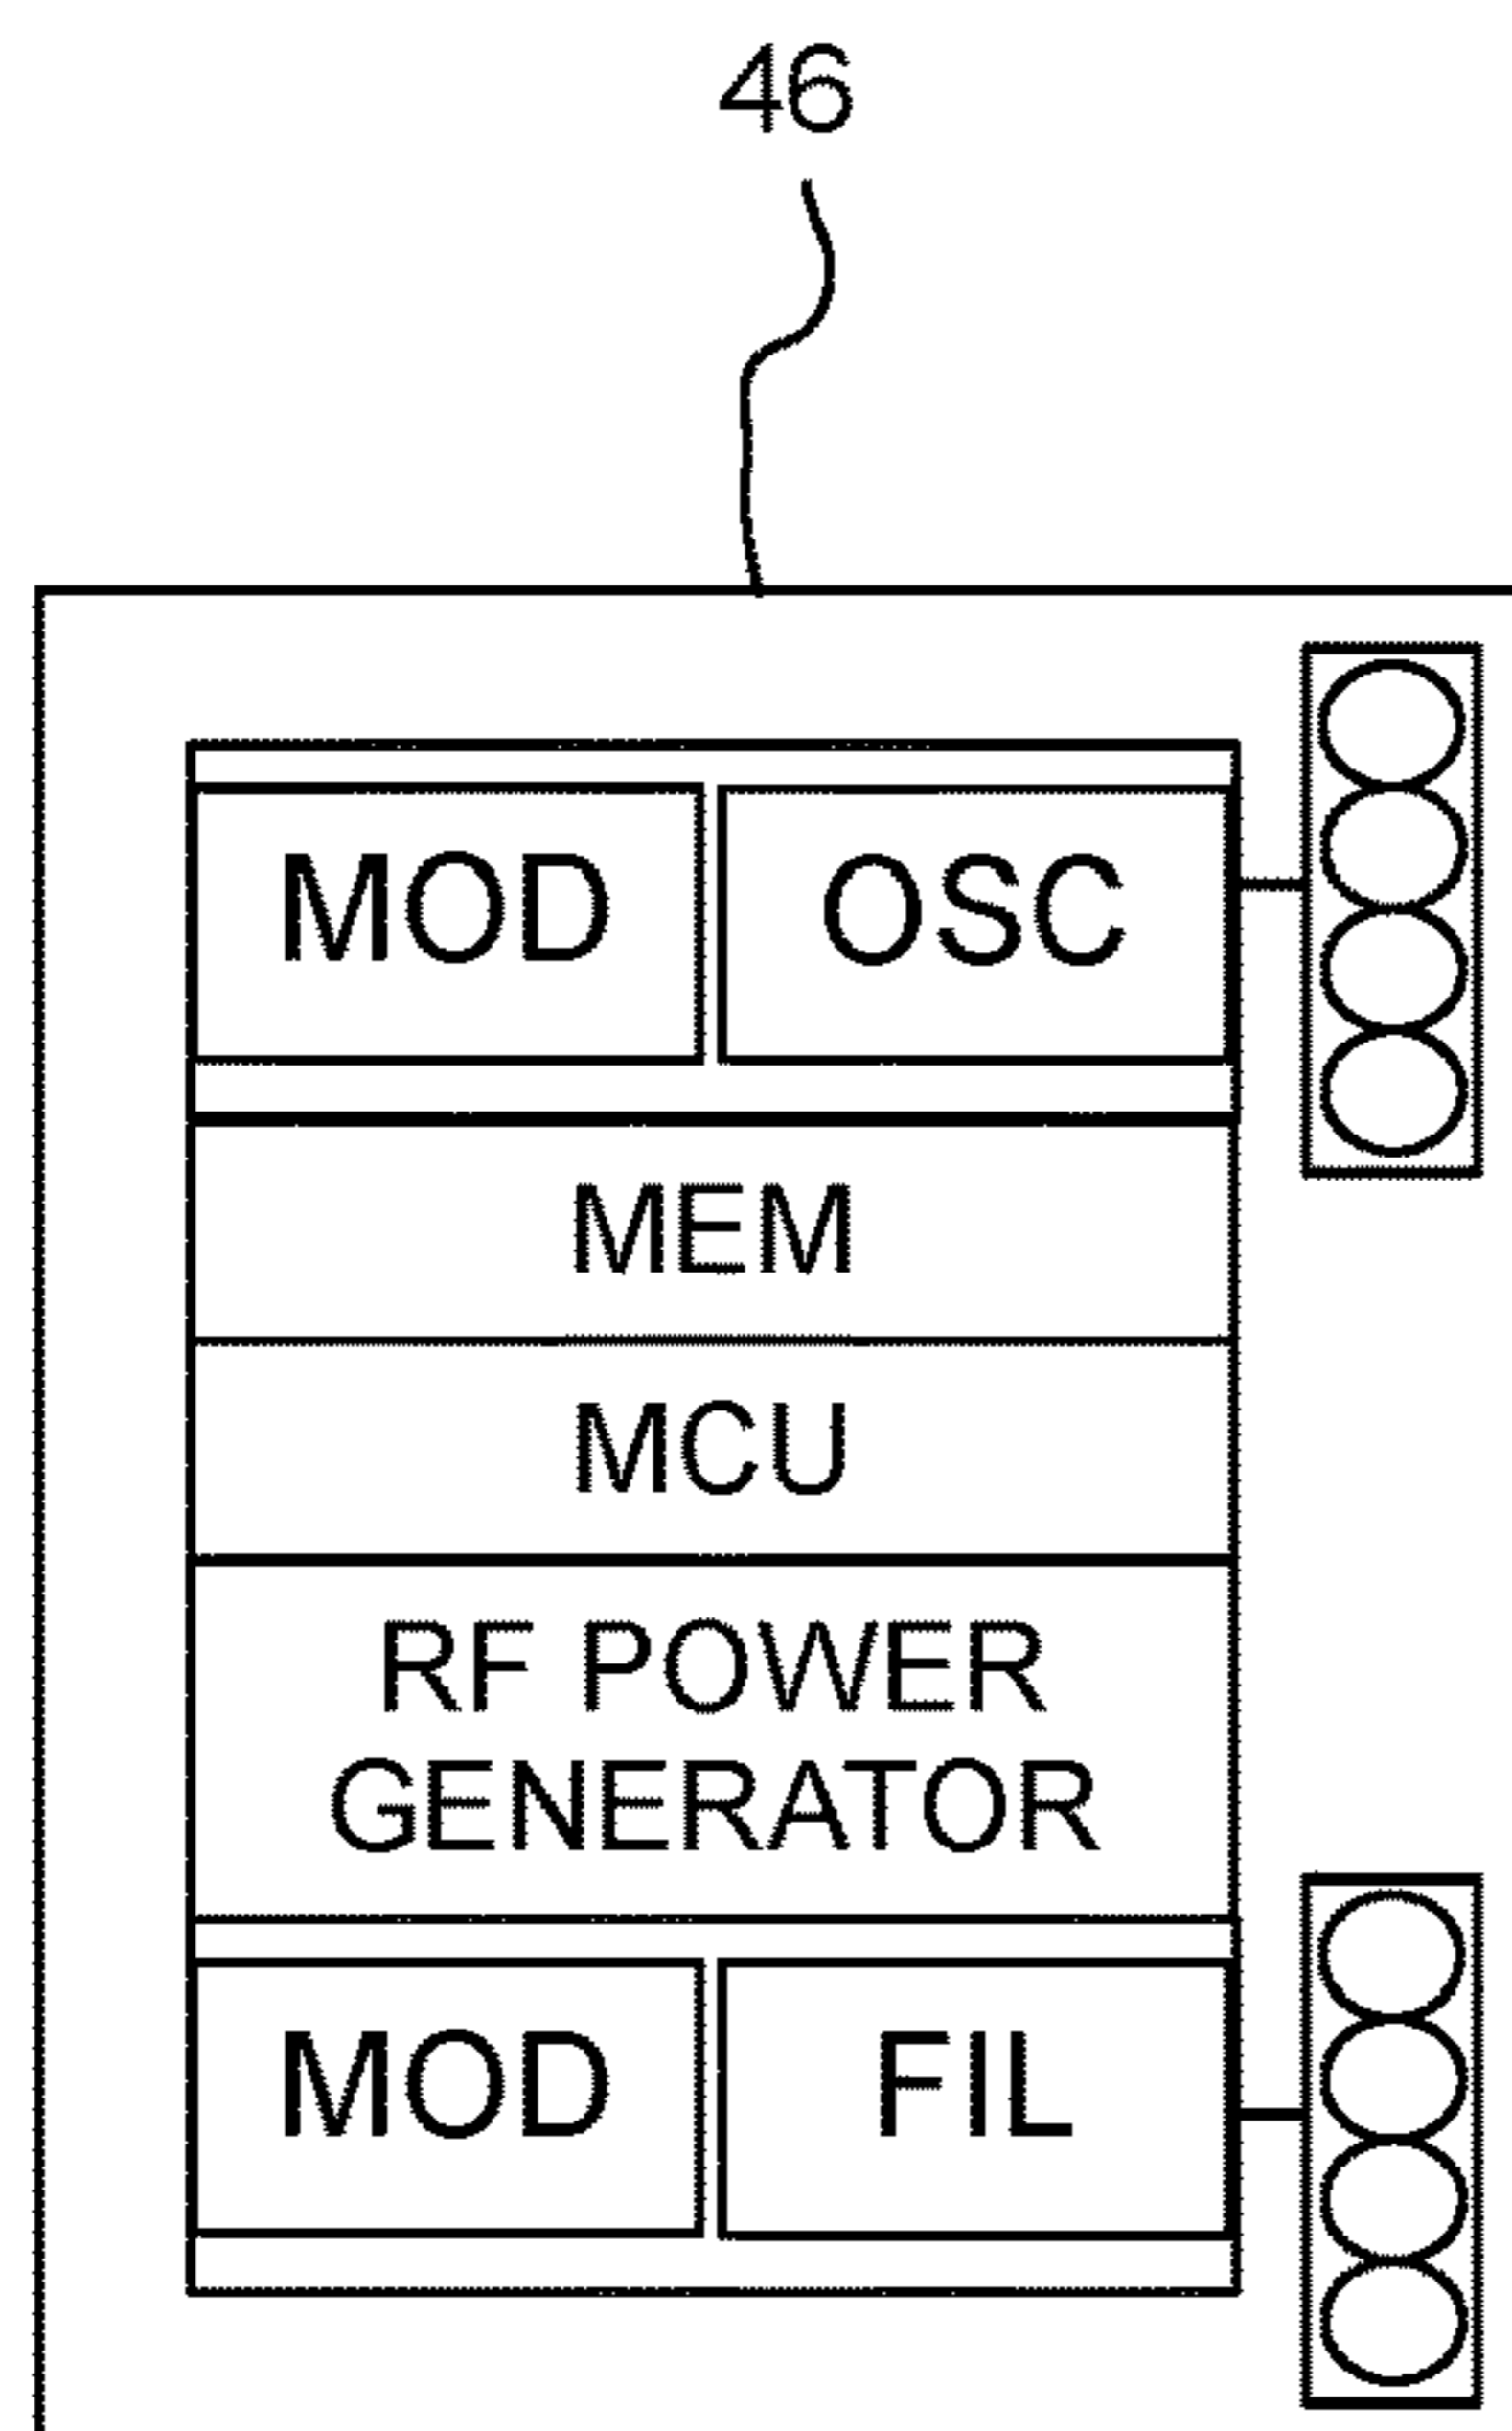 46
MOD OSC
MEM
MCU
RF POWER
GENERATOR
MOD FIL